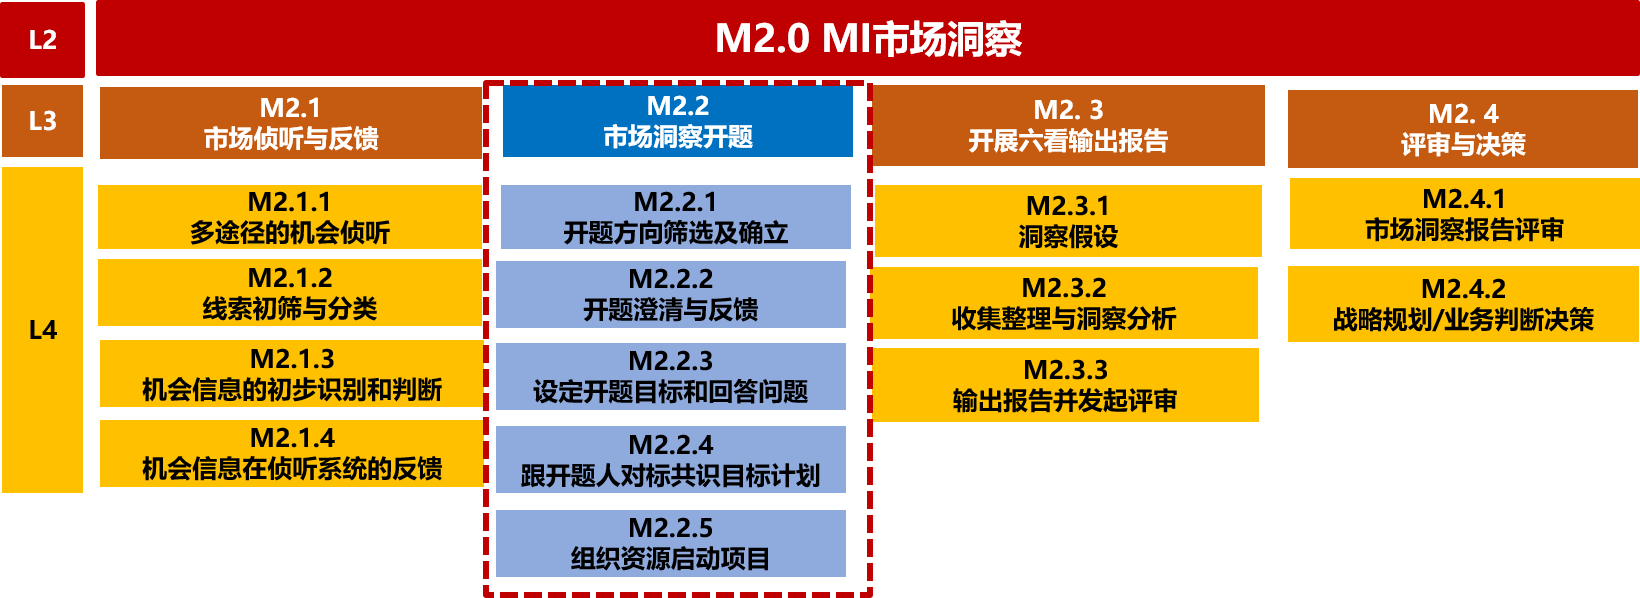 L2
M2.0 MI市场洞察
L3
M2.1
市场侦听与反馈
M2.2
市场洞察开题
M2. 3
开展六看输出报告
M2. 4
评审与决策
L4
M2.1.1
多途径的机会侦听
M2.1.2
线索初筛与分类
M2.1.3
机会信息的初步识别和判断
M2.1.4
机会信息在侦听系统的反馈
M2.2.1
开题方向筛选及确立
M2.2.2
开题澄清与反馈
M2.2.3
设定开题目标和回答问题
M2.2.4
跟开题人对标共识目标计划
M2.2.5
组织资源启动项目
M2.3.1
洞察假设
M2.3.2
收集整理与洞察分析
M2.3.3
输出报告并发起评审
M2.4.1
市场洞察报告评审
M2.4.2
战略规划/业务判断决策